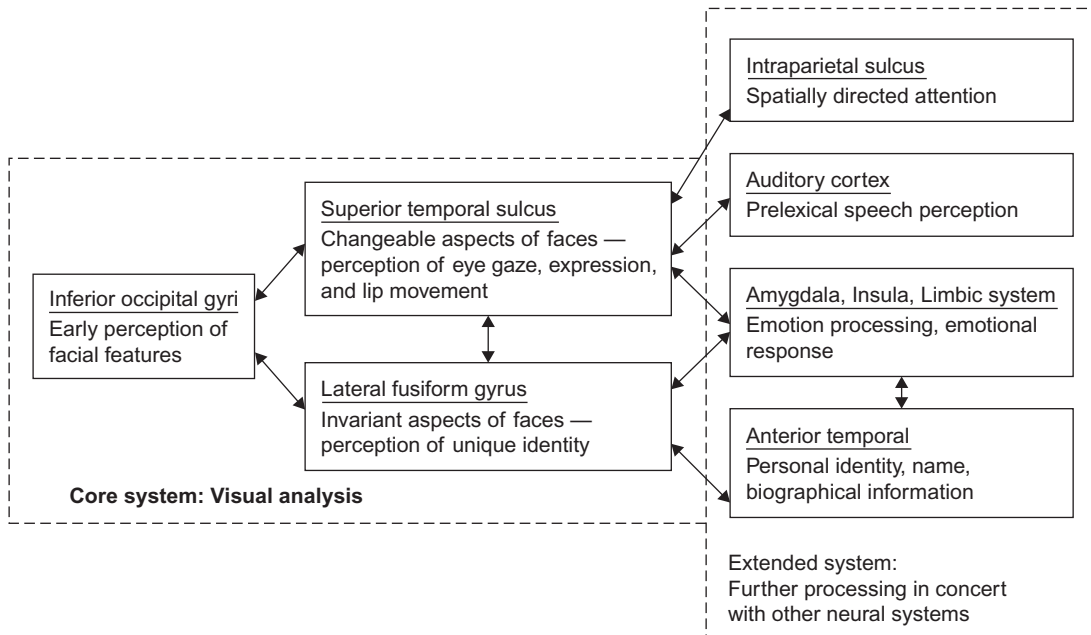 Intraparietal sulcus
Spatially directed attention
Auditory cortex
Prelexical speech perception
Superior temporal sulcus
Changeable aspects of faces —
perception of eye gaze, expression,
and lip movement
Inferior occipital gyri
Early perception of
facial features
Amygdala, Insula, Limbic system
Emotion processing, emotional
response
Lateral fusiform gyrus
Invariant aspects of faces —
perception of unique identity
Anterior temporal
Personal identity, name,
biographical information
Core system: Visual analysis
Extended system:
Further processing in concert
with other neural systems